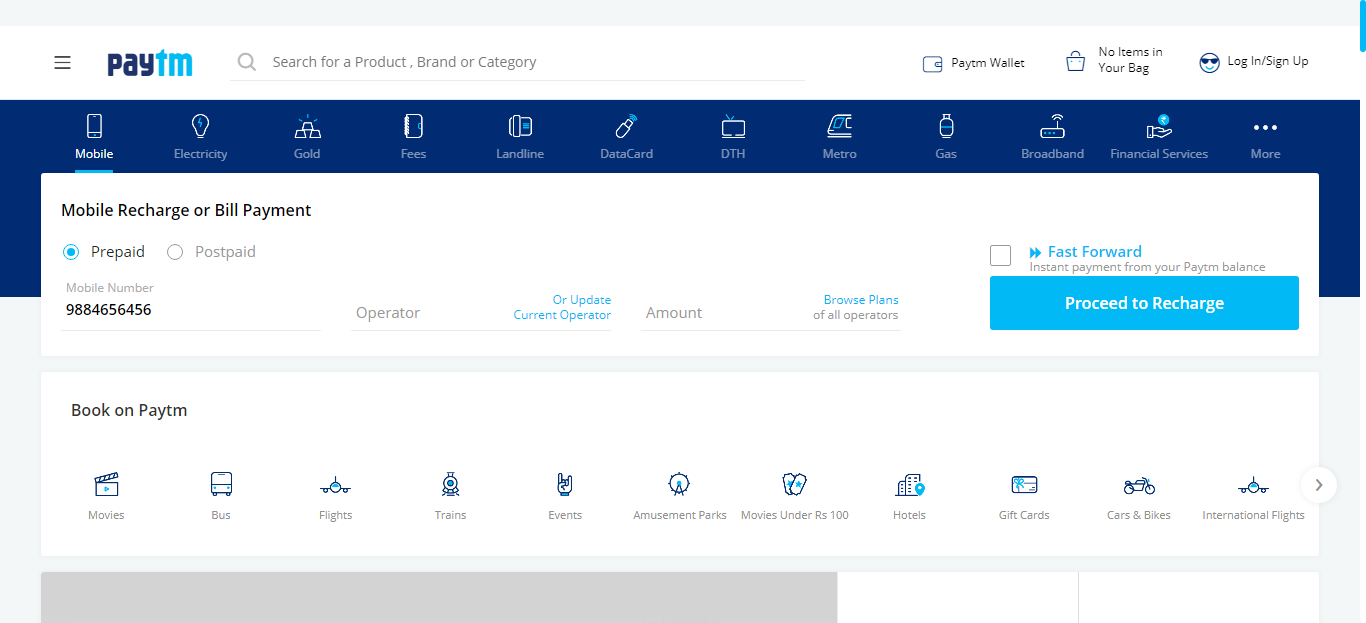 paytm
Search for a Product , Brand or Category
Paytm Wallet
No Items in
Your Bag
Log In/Sign Up
Mobile
Electricity
Gold
Fees
Landline
DataCard
DTH
Metro
Gas
Broadband
Financial Services
More
Mobile Recharge or Bill Payment
Prepaid
Postpaid
Fast Forward
Instant payment from your Paytm balance
Mobile Number
9884656456
Operator
Or Update
Current Operator
Amount
Browse Plans
of all operators
Proceed to Recharge
Book on Paytm
Movies
Bus
Flights
Trains
Events
Amusement Parks
Movies Under Rs 100
Hotels
Gift Cards
Cars & Bikes
International Flights